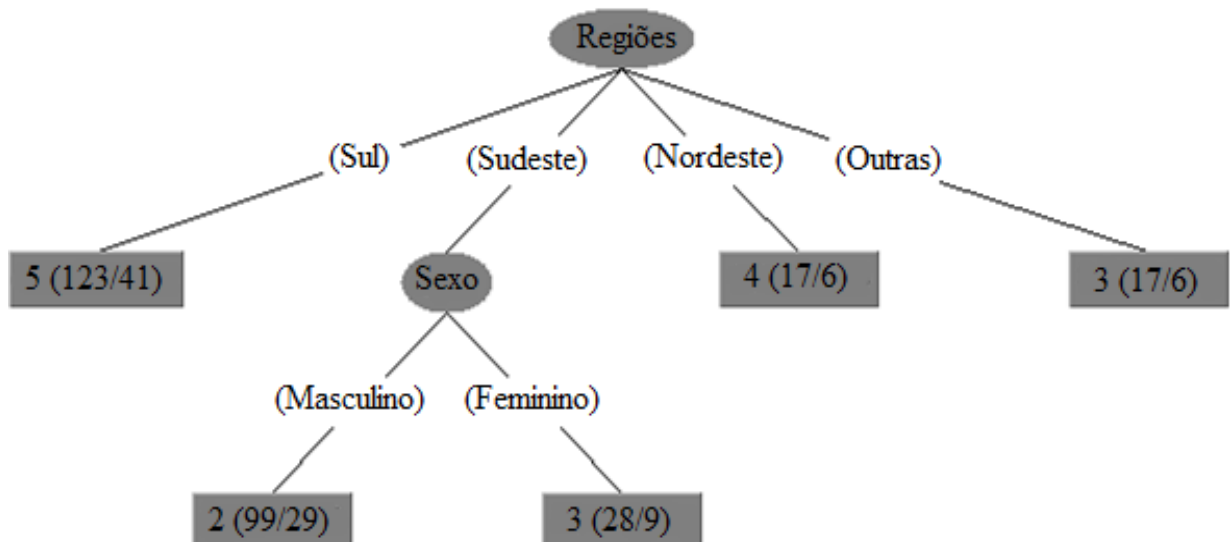 Regiões
(Sul)
(Sudeste)
(Nordeste)
(Outras)
5 (123/41)
Sexo
4 (17/6)
3 (17/6)
(Masculino)
(Feminino)
2 (99/29)
3 (28/9)